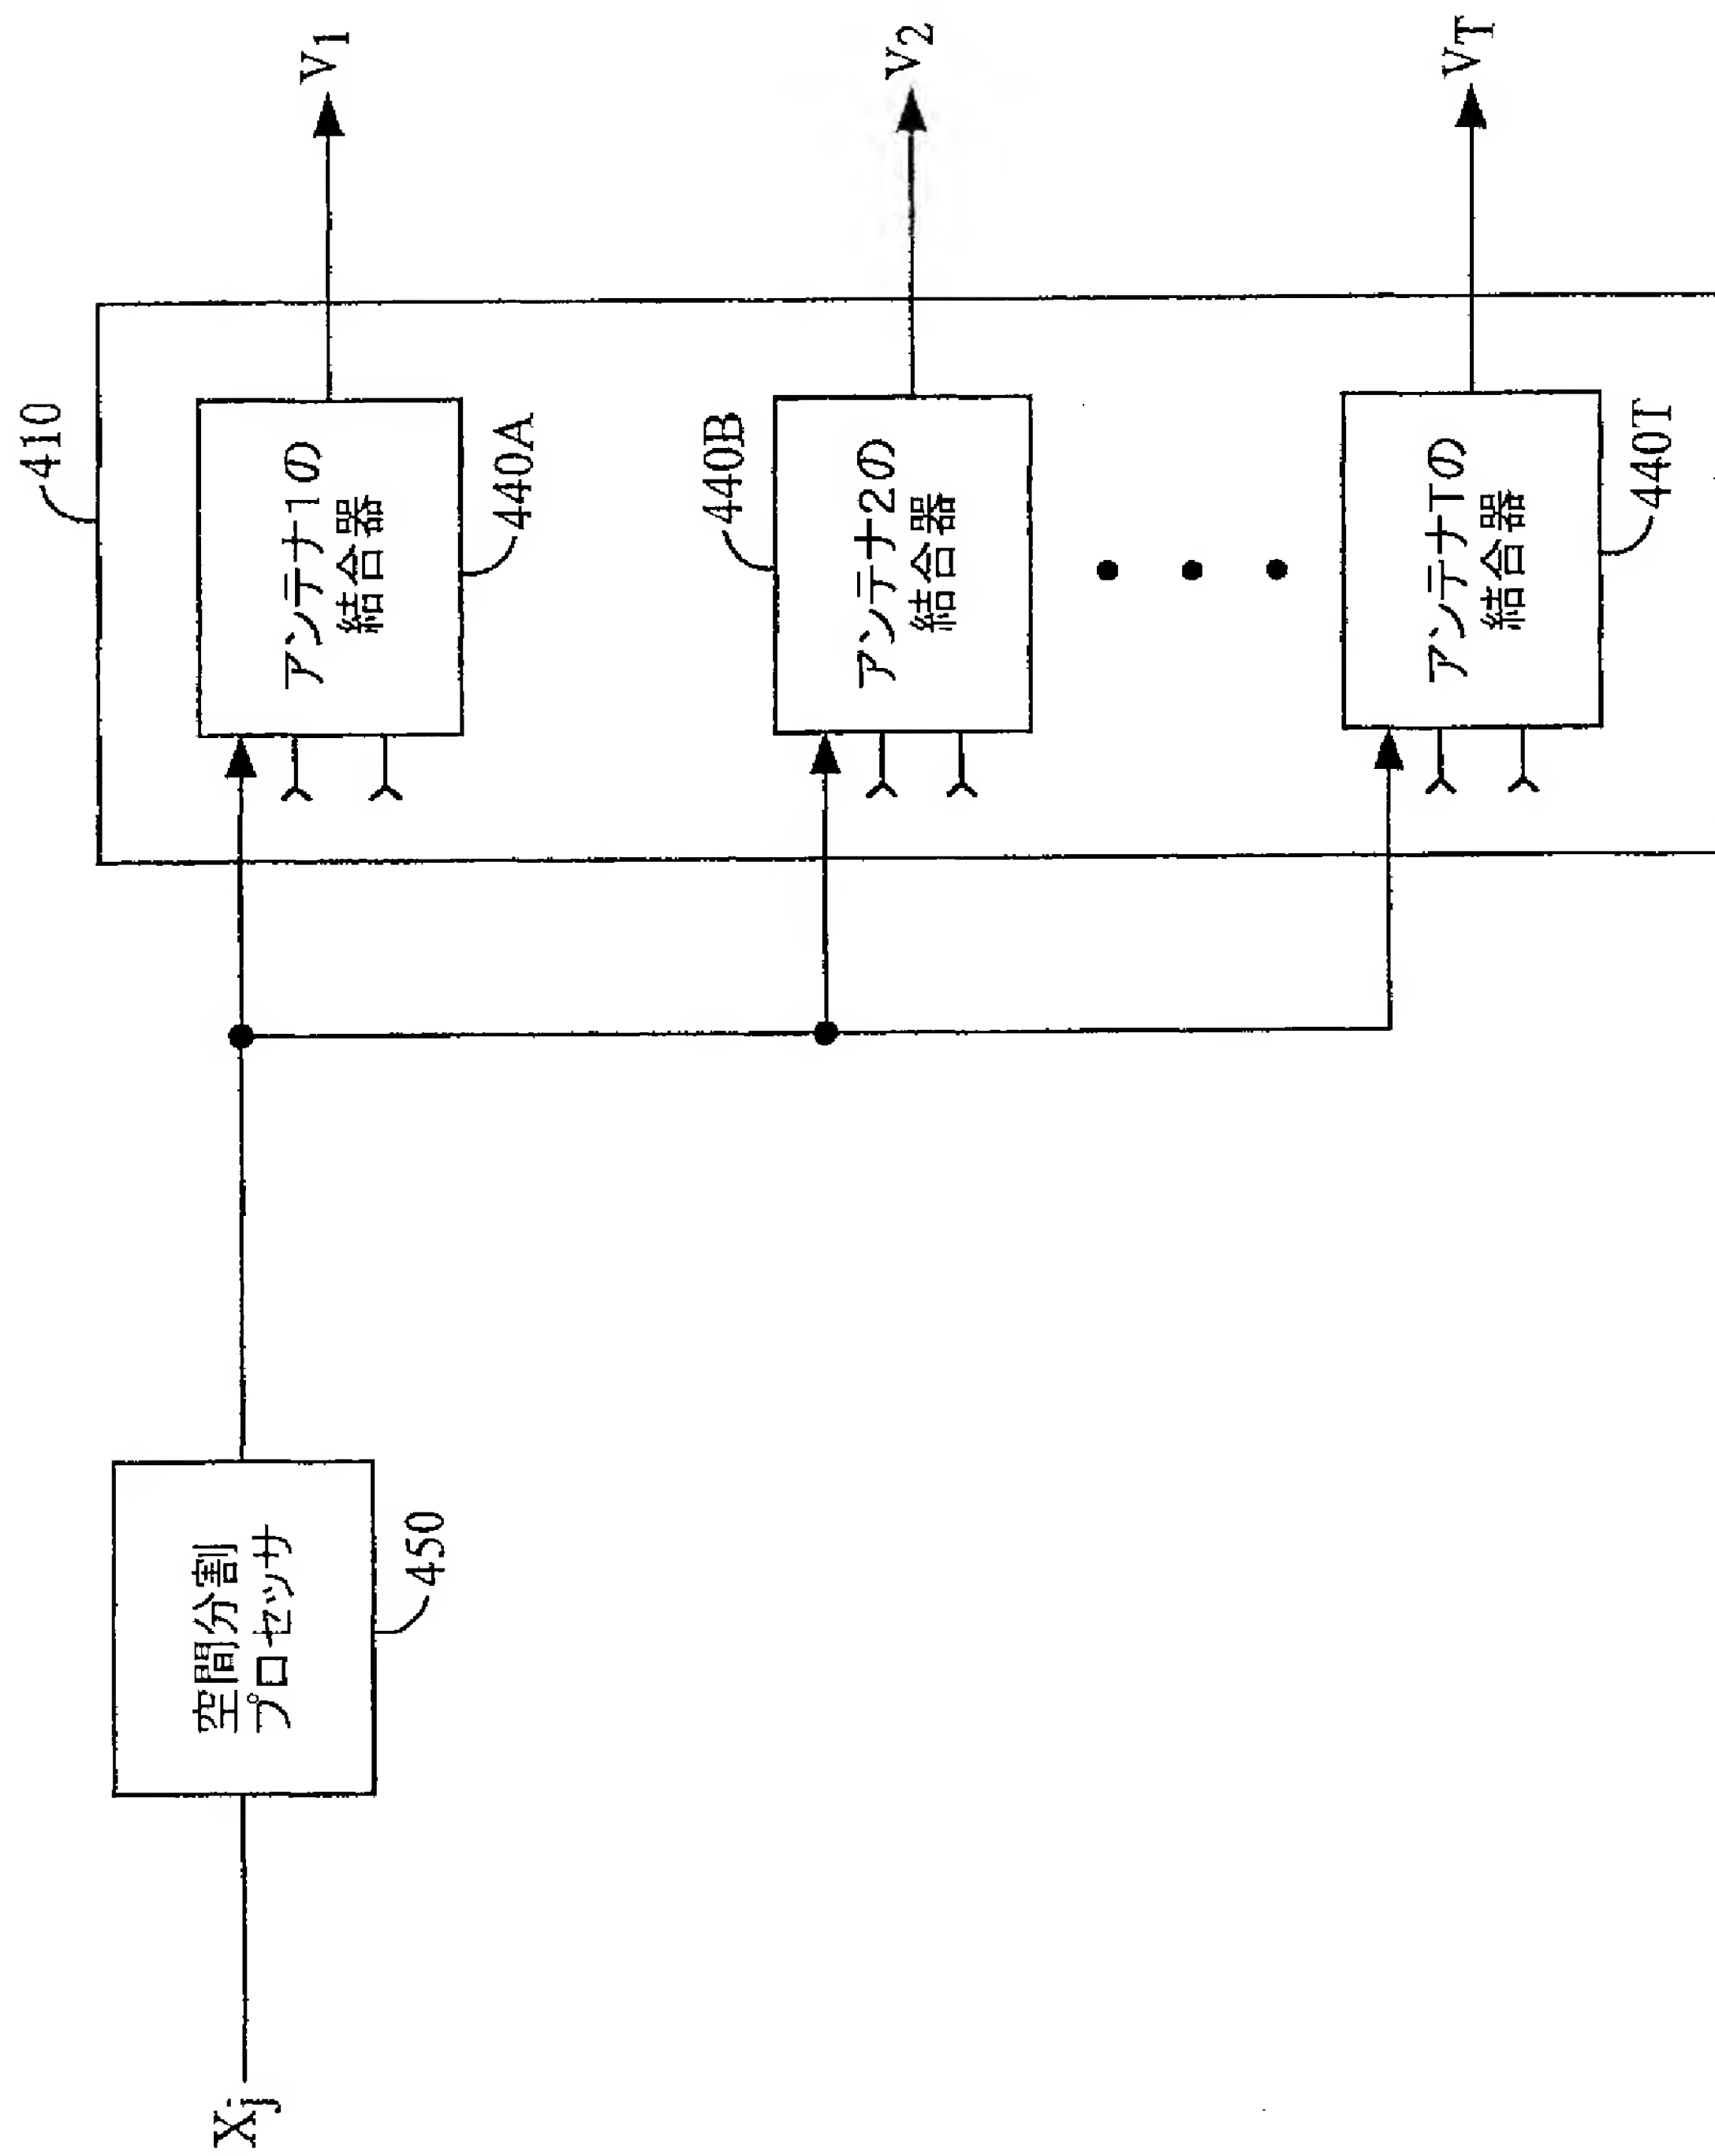 410
アンテナ1の
結合器
440A
V1
440B
アンテナ2の
結合器
V2
アンテナTの
結合器
440T
VT
Xj
空間分割
プロセッサ
450